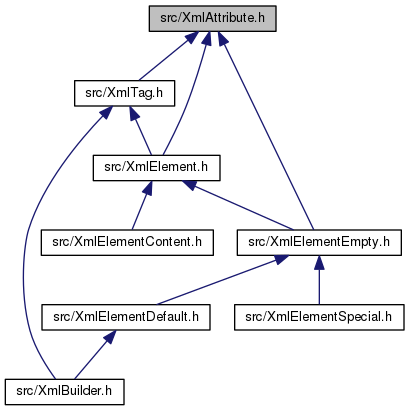 src/XmlAttribute.h
src/XmlTag.h
src/XmlElement.h
src/XmlElementContent.h
src/XmlElementEmpty.h
src/XmlElementDefault.h
src/XmlElementSpecial.h
src/XmlBuilder.h